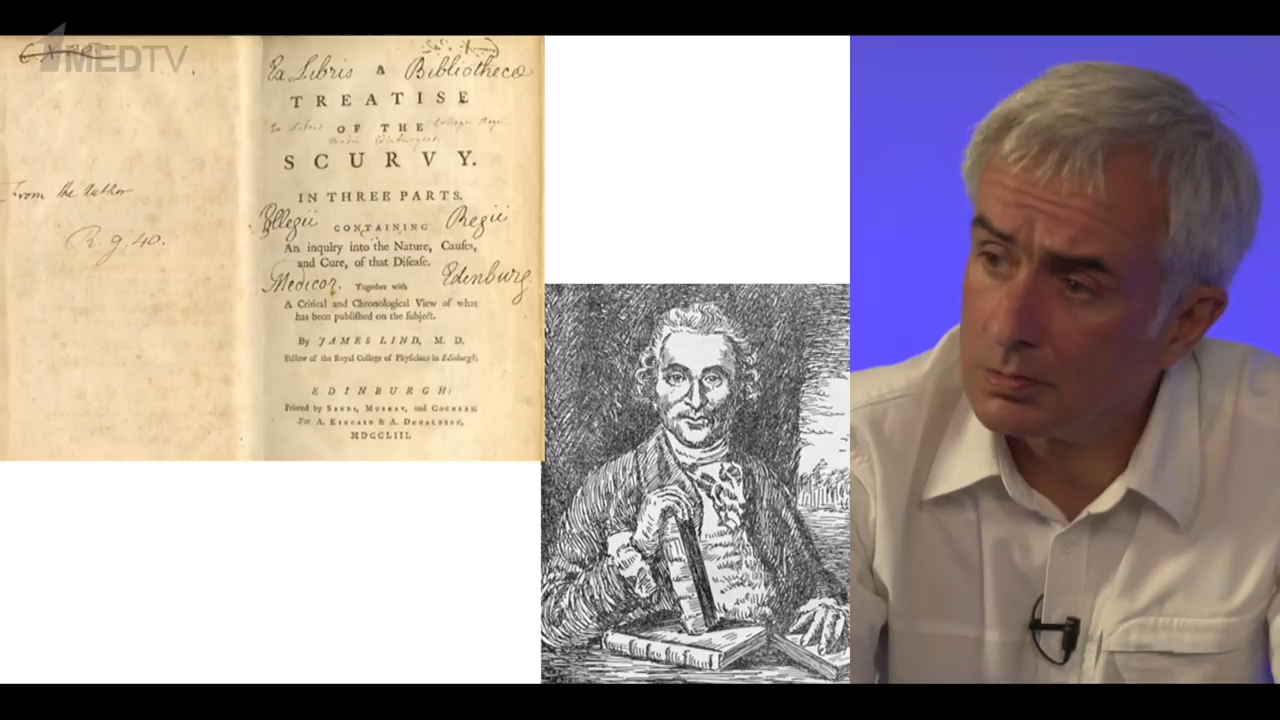 MEDTV
From the Author
R. g. 40.
Ex Libris Bibliotheca
A
TREATISE
OF THE
SCURVY.
IN THREE PARTS.
Collegii Regii
CONTAINING
An inquiry into the Nature, Causes,
and Cure, of that Disease.
Medicor. Edinburg
Together with
A Critical and Chronological View of what
has been published on the subject.
By JAMES LIND, M. D.
Fellow of the Royal College of Physicians in Edinburgh.
EDINBURGH:
Printed by SANDS, MURRAY, and COCHRAN.
For A. KINCAID & A. DONALDSON,
MDCCLIII.